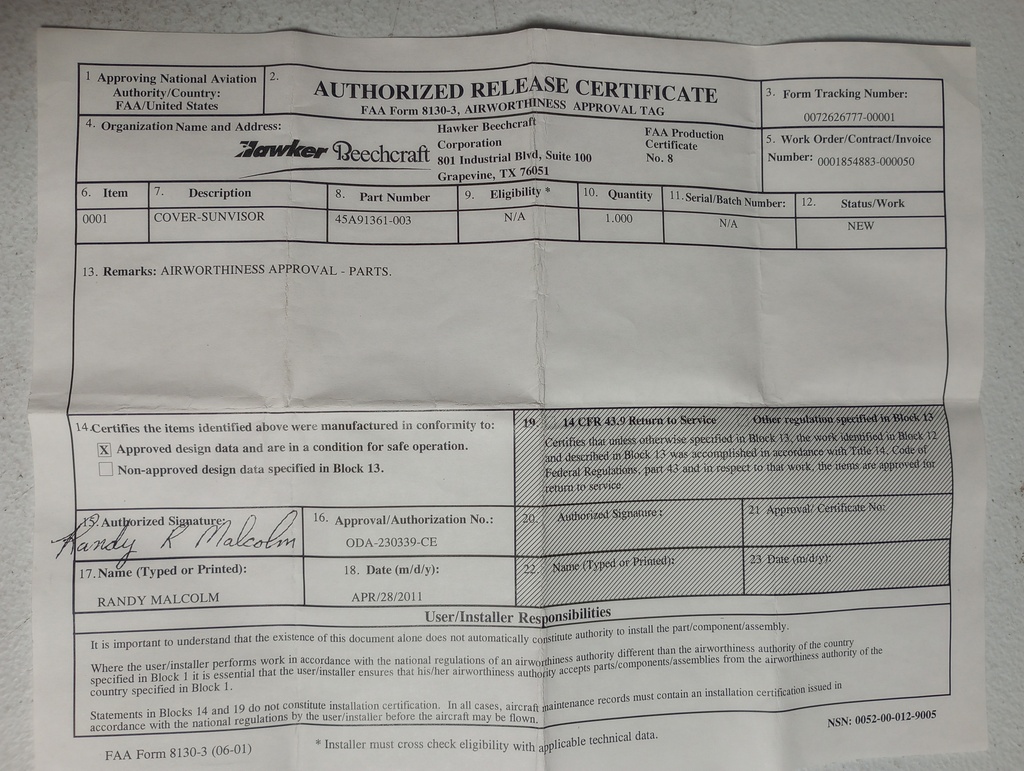 1 Approving National Aviation
Authority/Country:
FAA/United States
2.
AUTHORIZED RELEASE CERTIFICATE
FAA Form 8130-3, AIRWORTHINESS APPROVAL TAG
3. Form Tracking Number:
0072626777-00001
4. Organization Name and Address:
Hawker Beechcraft
Hawker Beechcraft
Corporation
801 Industrial Blvd, Suite 100
Grapevine, TX 76051
FAA Production
Certificate
No. 8
5. Work Order/Contract/Invoice
Number: 0001854883-000050
6. Item
7. Description
8. Part Number
9. Eligibility *
10. Quantity
11. Serial/Batch Number:
12. Status/Work
0001
COVER-SUNVISOR
45A91361-003
N/A
1.000
N/A
NEW
13. Remarks: AIRWORTHINESS APPROVAL - PARTS.
14. Certifies the items identified above were manufactured in conformity to:
X Approved design data and are in a condition for safe operation.
Non-approved design data specified in Block 13.
19. 14 CFR 43.9 Return to Service Other regulation specified in Block 13
Certifies that unless otherwise specified in Block 13, the work identified in Block 12
and described in Block 13 was accomplished in accordance with Title 14, Code of
Federal Regulations, part 43 and in respect to that work, the items are approved for
return to service.
15. Authorized Signature:
Randy R Malcolm
16. Approval/Authorization No.:
ODA-230339-CE
20. Authorized Signature:
21 Approval/ Certificate No:
17. Name (Typed or Printed):
RANDY MALCOLM
18. Date (m/d/y):
APR/28/2011
22. Name (Typed or Printed):
23 Date (m/d/y):
User/Installer Responsibilities
It is important to understand that the existence of this document alone does not automatically constitute authority to install the part/component/assembly.
Where the user/installer performs work in accordance with the national regulations of an airworthiness authority different than the airworthiness authority of the country
specified in Block 1 it is essential that the user/installer ensures that his/her airworthiness authority accepts parts/components/assemblies from the airworthiness authority of the
country specified in Block 1.
Statements in Blocks 14 and 19 do not constitute installation certification. In all cases, aircraft maintenance records must contain an installation certification issued in
accordance with the national regulations by the user/installer before the aircraft may be flown.
FAA Form 8130-3 (06-01)
* Installer must cross check eligibility with applicable technical data.
NSN: 0052-00-012-9005